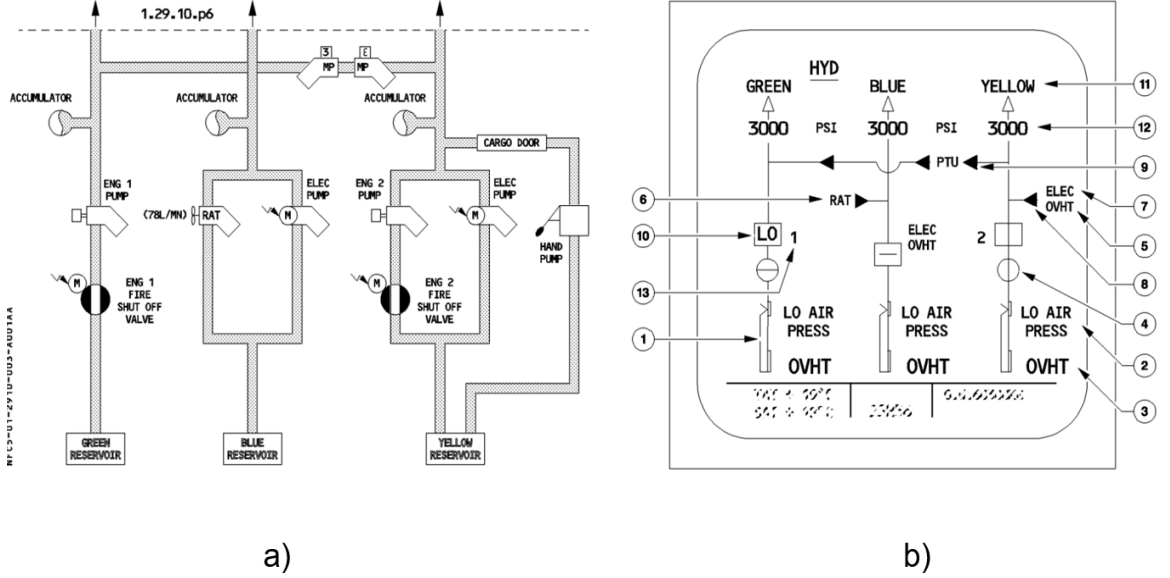 1.29.10.p6
3
MP
MP
ACCUMULATOR
ACCUMULATOR
ACCUMULATOR
CARGO DOOR
ENG 1
PUMP
ELEC
PUMP
ENG 2
PUMP
ELEC
PUMP
(78L/MN)
RAT
M
M
HAND
PUMP
M
ENG 1
FIRE
SHUT OFF
VALVE
M
ENG 2
FIRE
SHUT OFF
VALVE
GREEN
RESERVOIR
BLUE
RESERVOIR
YELLOW
RESERVOIR
a)
HYD
GREEN
BLUE
YELLOW
11
3000
PSI
3000
PSI
3000
12
PTU
9
6
RAT
ELEC
OVHT
7
5
10
LO
1
ELEC
OVHT
2
8
13
4
1
LO AIR
PRESS
LO AIR
PRESS
2
OVHT
OVHT
3
b)